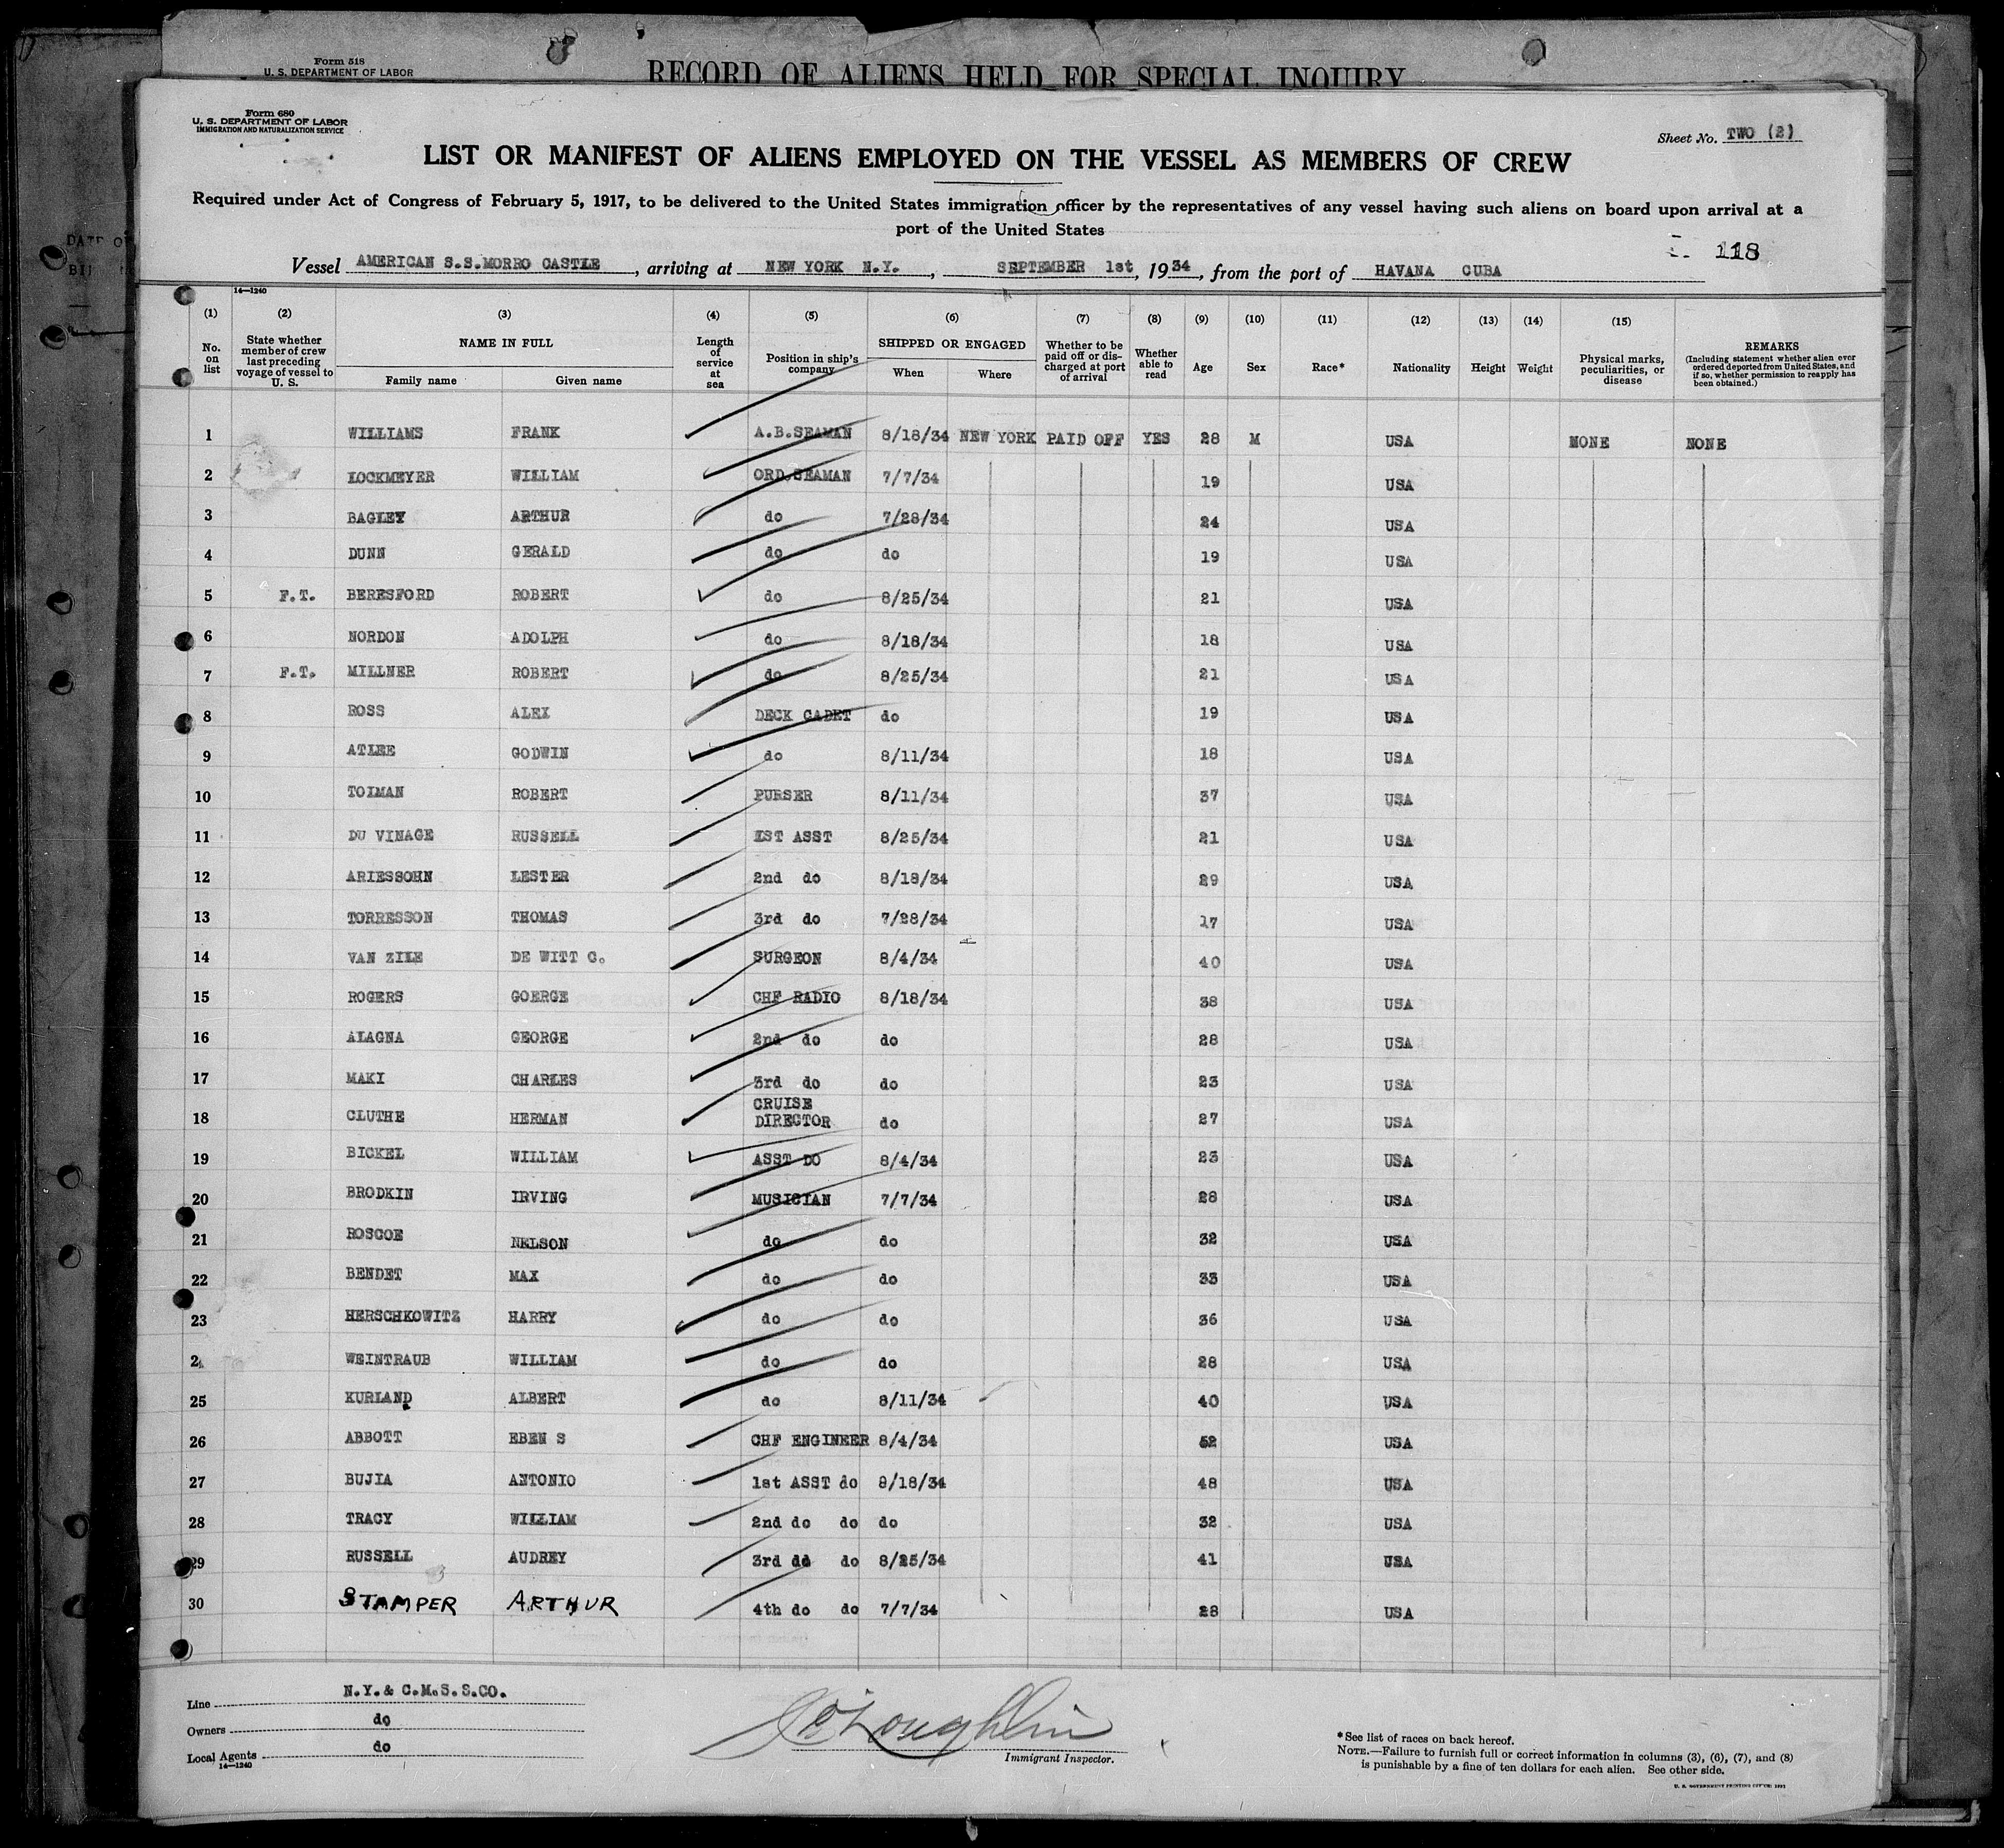 Form 518
U. S. DEPARTMENT OF LABOR
RECORD OF ALIENS HELD FOR SPECIAL INQUIRY
Form 680
U. S. DEPARTMENT OF LABOR
IMMIGRATION AND NATURALIZATION SERVICE
Sheet No. TWO (2)
LIST OR MANIFEST OF ALIENS EMPLOYED ON THE VESSEL AS MEMBERS OF CREW
Required under Act of Congress of February 5, 1917, to be delivered to the United States immigration officer by the representatives of any vessel having such aliens on board upon arrival at a
port of the United States
118
Vessel AMERICAN S.S.MORRO CASTLE, arriving at NEW YORK N.Y., SEPTEMBER 1st, 1934, from the port of HAVANA CUBA
14—1240
(1) (2) (3) (4) (5) (6) (7) (8) (9) (10) (11) (12) (13) (14) (15)
No. on list State whether member of crew last preceding voyage of vessel to U. S. NAME IN FULL Family name Given name Length of service at sea Position in ship's company SHIPPED OR ENGAGED When Where Whether to be paid off or discharged at port of arrival Whether able to read Age Sex Race* Nationality Height Weight Physical marks, peculiarities, or disease REMARKS (Including statement whether alien ever ordered deported from United States, and if so, whether permission to reapply has been obtained.)
1 WILLIAMS FRANK A.B.SEAMAN 8/18/34 NEW YORK PAID OFF YES 28 M USA NONE NONE
2 LOCKMEYER WILLIAM ORD.SEAMAN 7/7/34 19 USA
3 BAGLEY ARTHUR do 7/28/34 24 USA
4 DUNN GERALD do do 19 USA
5 F.T. BERESFORD ROBERT do 8/25/34 21 USA
6 NORDON ADOLPH do 8/18/34 18 USA
7 F.T. MILLNER ROBERT do 8/25/34 21 USA
8 ROSS ALEX DECK CADET do 19 USA
9 ATLEE GODWIN do 8/11/34 18 USA
10 TOLMAN ROBERT PURSER 8/11/34 37 USA
11 DU VINAGE RUSSELL 1ST ASST 8/25/34 21 USA
12 ARIESSOHN LESTER 2nd do 8/18/34 29 USA
13 TORRESSON THOMAS 3rd do 7/28/34 17 USA
14 VAN ZILE DE WITT C. SURGEON 8/4/34 40 USA
15 ROGERS GOERGE CHF RADIO 8/18/34 38 USA
16 ALAGNA GEORGE 2nd do do 28 USA
17 MAKI CHARLES 3rd do do 23 USA
18 CLUTHE HERMAN CRUISE DIRECTOR do 27 USA
19 BICKEL WILLIAM ASST DO 8/4/34 23 USA
20 BRODKIN IRVING MUSICIAN 7/7/34 28 USA
21 ROSCOE NELSON do do 32 USA
22 BENDET MAX do do 33 USA
23 HERSCHKOWITZ HARRY do do 36 USA
24 WEINTRAUB WILLIAM do do 28 USA
25 KURLAND ALBERT do 8/11/34 40 USA
26 ABBOTT EBEN S CHF ENGINEER 8/4/34 52 USA
27 BUJIA ANTONIO 1st ASST do 8/18/34 48 USA
28 TRACY WILLIAM 2nd do do do 32 USA
29 RUSSELL AUDREY 3rd do do 8/25/34 41 USA
30 STAMPER ARTHUR 4th do do 7/7/34 28 USA
Line N.Y.& C.M.S.S.CO.
Owners do
Local Agents do
14—1240
Immigrant Inspector.
*See list of races on back hereof.
NOTE.—Failure to furnish full or correct information in columns (3), (6), (7), and (8)
is punishable by a fine of ten dollars for each alien. See other side.